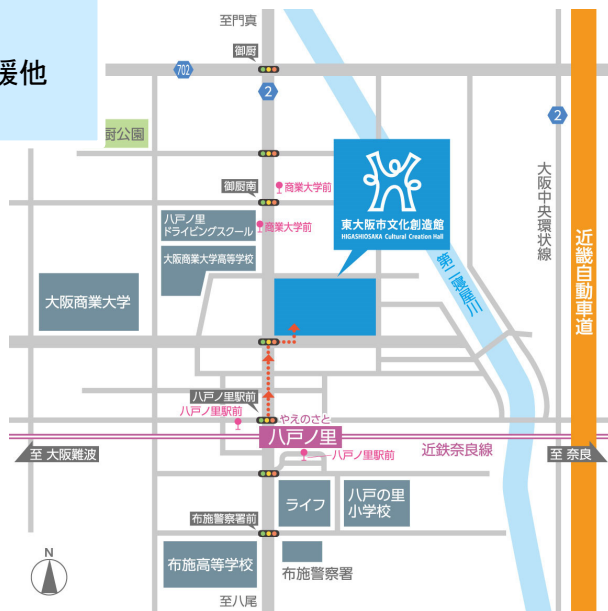 援他
至門真
御厨
702
2
厨公園
2
御厨南
商業大学前
東大阪市文化創造館
HIGASHIOSAKA Cultural Creation Hall
八戸ノ里
ドライビングスクール
商業大学前
大阪商業大学高等学校
大阪中央環状線
近畿自動車道
第二寝屋川
大阪商業大学
八戸ノ里駅前
八戸ノ里駅前
やえのさと
八戸ノ里
近鉄奈良線
至 大阪難波
八戸ノ里駅前
至 奈良
ライフ
八戸の里
小学校
布施警察署前
布施高等学校
布施警察署
N
至八尾